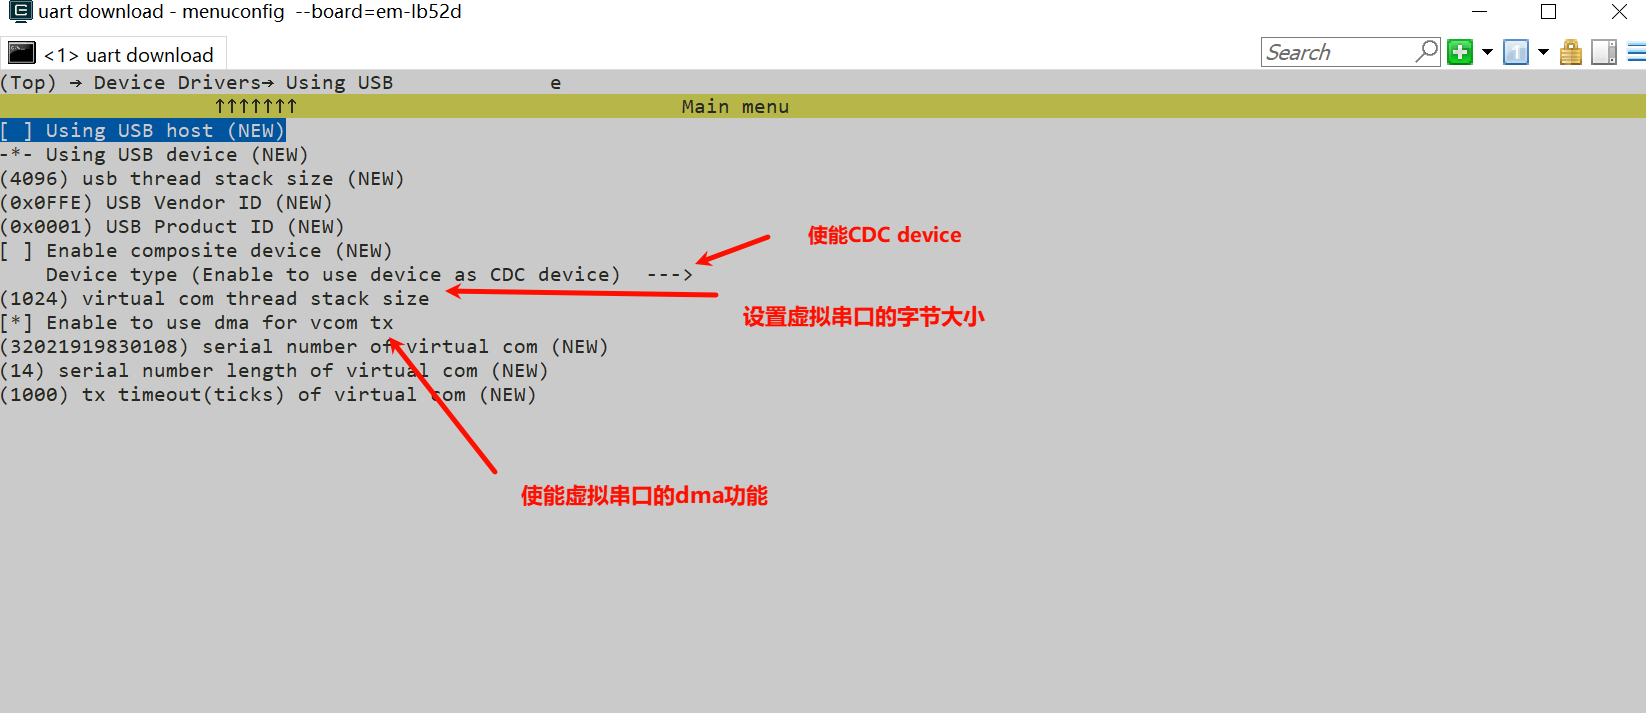 uart download - menuconfig --board=em-lb52d
<1> uart download
Search
(Top) → Device Drivers→ Using USB e
↑↑↑↑↑↑↑ Main menu
[ ] Using USB host (NEW)
-*- Using USB device (NEW)
(4096) usb thread stack size (NEW)
(0x0FFE) USB Vendor ID (NEW)
(0x0001) USB Product ID (NEW)
[ ] Enable composite device (NEW)
使能CDC device
Device type (Enable to use device as CDC device) --->
(1024) virtual com thread stack size
设置虚拟串口的字节大小
[*] Enable to use dma for vcom tx
(32021919830108) serial number of virtual com (NEW)
(14) serial number length of virtual com (NEW)
(1000) tx timeout(ticks) of virtual com (NEW)
使能虚拟串口的dma功能